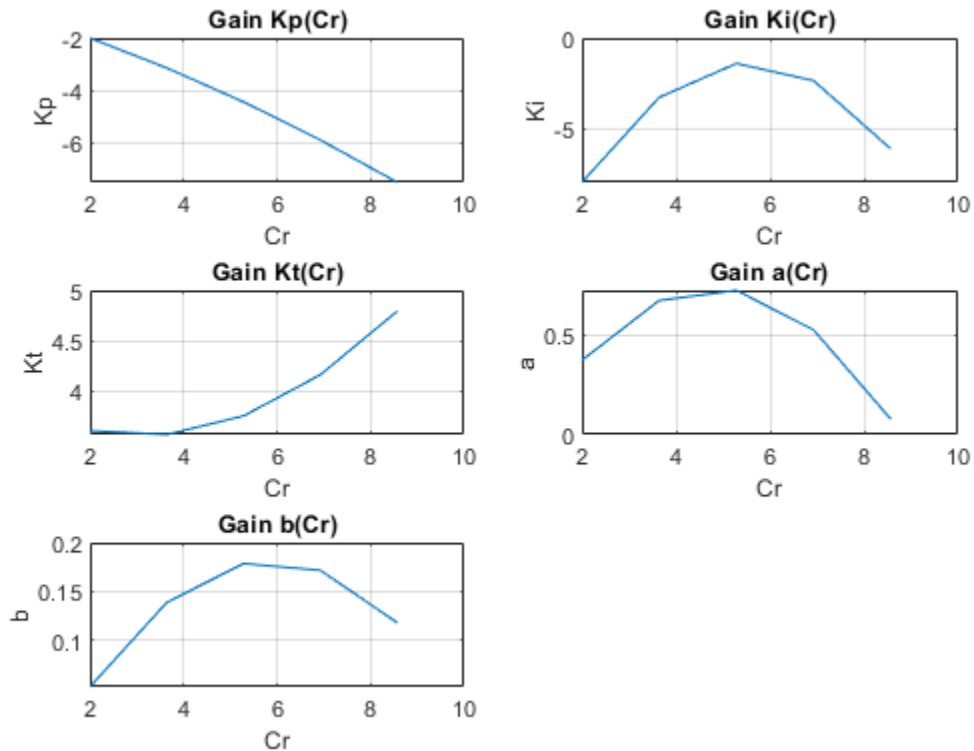 Gain Kp(Cr)
-2
-4
-6
Kp
2 4 6 8 10
Cr
Gain Ki(Cr)
0
-5
Ki
2 4 6 8 10
Cr
Gain Kt(Cr)
5
4.5
4
Kt
2 4 6 8 10
Cr
Gain a(Cr)
0.5
0
a
2 4 6 8 10
Cr
Gain b(Cr)
0.2
0.15
0.1
b
2 4 6 8 10
Cr